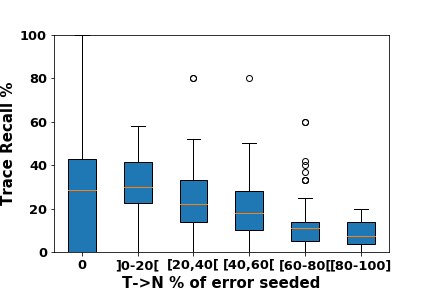 100
80
60
40
20
0
Trace Recall %
0 ]0-20[ [20,40[ [40,60[ [60-80[ [80-100]
T->N % of error seeded